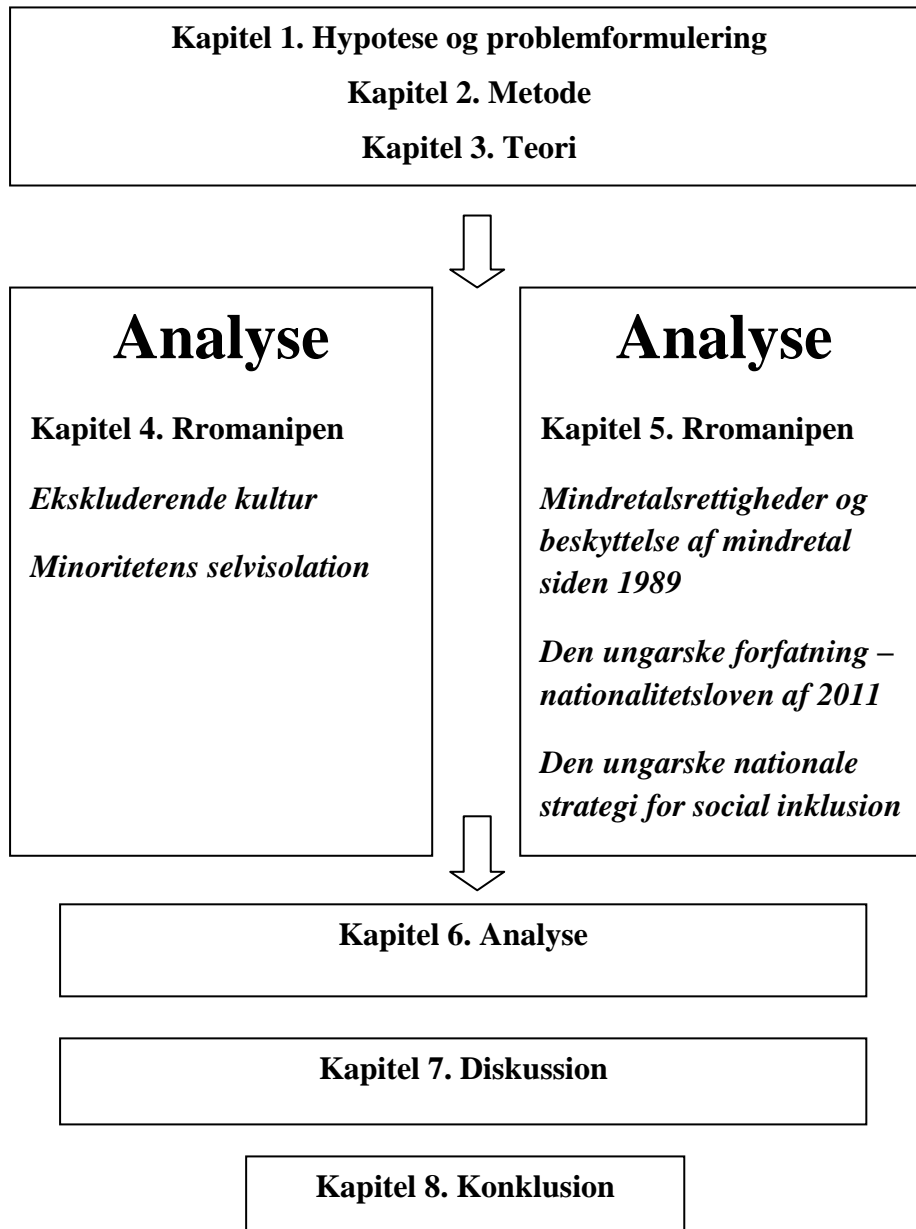 Kapitel 1. Hypotese og problemformulering
Kapitel 2. Metode
Kapitel 3. Teori
Analyse
Kapitel 4. Rromanipen
Ekskluderende kultur
Minoritetens selvisolation
Analyse
Kapitel 5. Rromanipen
Mindretalsrettigheder og
beskyttelse af mindretal
siden 1989
Den ungarske forfatning –
nationalitetsloven af 2011
Den ungarske nationale
strategi for social inklusion
Kapitel 6. Analyse
Kapitel 7. Diskussion
Kapitel 8. Konklusion